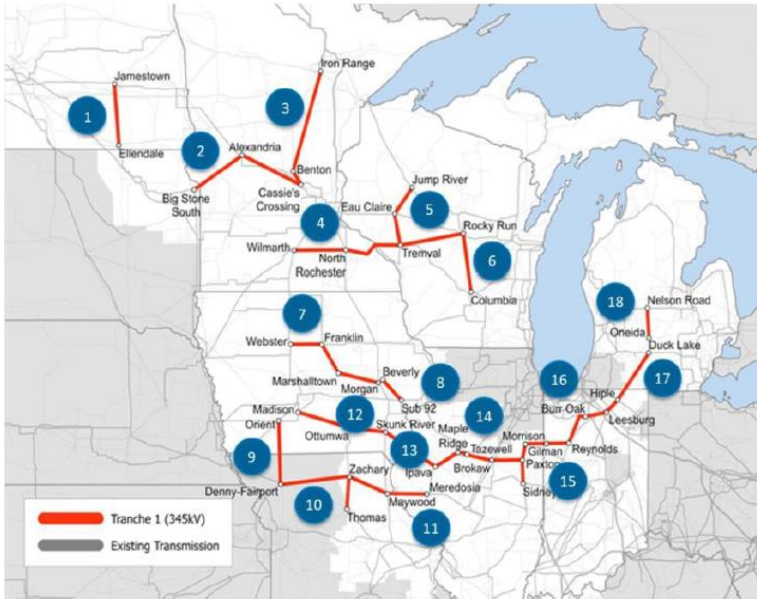 Iron Range
Jamestown
3
1
2
Alexandria
Ellendale
Benton
Jump River
Big Stone
South
Cassie's
Crossing
Eau Claire
5
4
Rocky Run
Wilmarth
North
Rochester
Tremval
6
Columbia
18
Nelson Road
7
Oneida
Webster
Franklin
Duck Lake
Beverly
8
16
17
Marshalltown
Morgan
Sub 92
Hiple
Madison
12
14
Burr Oak
Orient
Skunk River
Maple
Ridge
Leesburg
Ottumwa
Morrison
9
13
Tazewell
Gilman
Reynolds
Zachary
Ipava
Brokaw
Paxton
Denny-Fairport
Meredosia
Sidney
15
10
Maywood
Thomas
11
Tranche 1 (345kV)
Existing Transmission